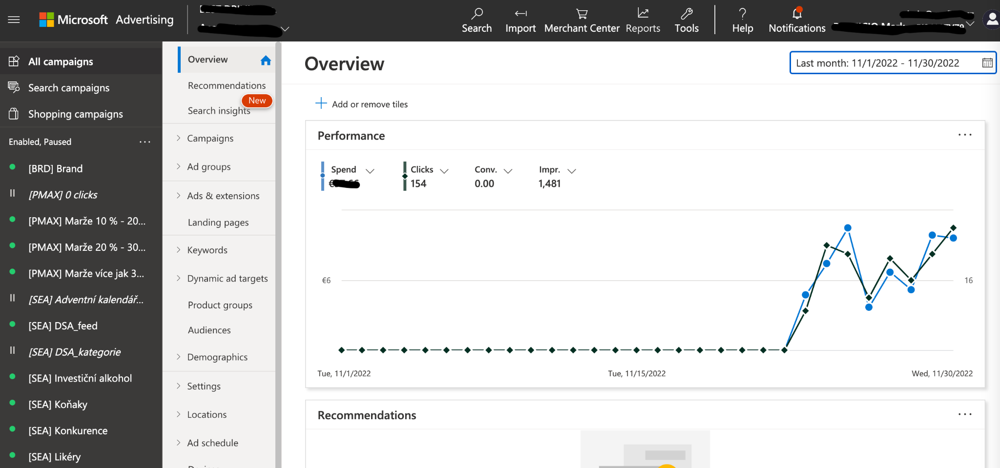 Microsoft Advertising
Search
Import
Merchant Center
Reports
Tools
Help
Notifications
All campaigns
Search campaigns
Shopping campaigns
Enabled, Paused
[BRD] Brand
[PMAX] 0 clicks
[PMAX] Marže 10 % - 20...
[PMAX] Marže 20 % - 30...
[PMAX] Marže více jak 3...
[SEA] Adventní kalendář...
[SEA] DSA_feed
[SEA] DSA_kategorie
[SEA] Investiční alkohol
[SEA] Koňaky
[SEA] Konkurence
[SEA] Likéry
Overview
Recommendations
New
Search insights
Campaigns
Ad groups
Ads & extensions
Landing pages
Keywords
Dynamic ad targets
Product groups
Audiences
Demographics
Settings
Locations
Ad schedule
Overview
Last month: 11/1/2022 - 11/30/2022
Add or remove tiles
Performance
Spend
Clicks
Conv.
Impr.
154
0.00
1,481
€6
16
Tue, 11/1/2022
Tue, 11/15/2022
Wed, 11/30/2022
Recommendations